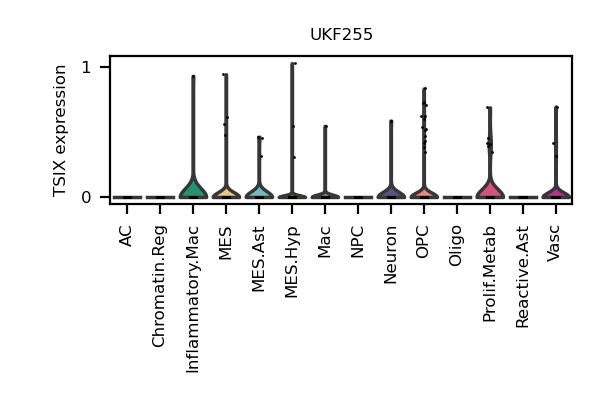 UKF255
TSIX expression
1
0
AC
Chromatin.Reg
Inflammatory.Mac
MES
MES.Ast
MES.Hyp
Mac
NPC
Neuron
OPC
Oligo
Prolif.Metab
Reactive.Ast
Vasc